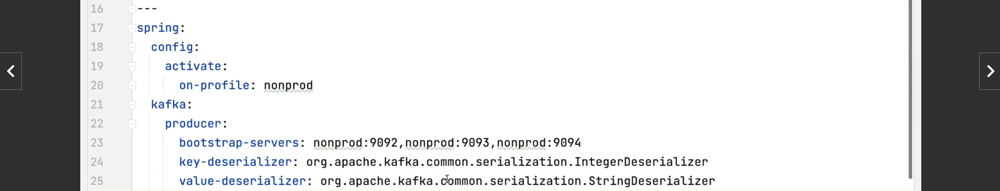 16 ---
17 spring:
18 config:
19 activate:
20 on-profile: nonprod
21 kafka:
22 producer:
23 bootstrap-servers: nonprod:9092,nonprod:9093,nonprod:9094
24 key-deserializer: org.apache.kafka.common.serialization.IntegerDeserializer
25 value-deserializer: org.apache.kafka.common.serialization.StringDeserializer